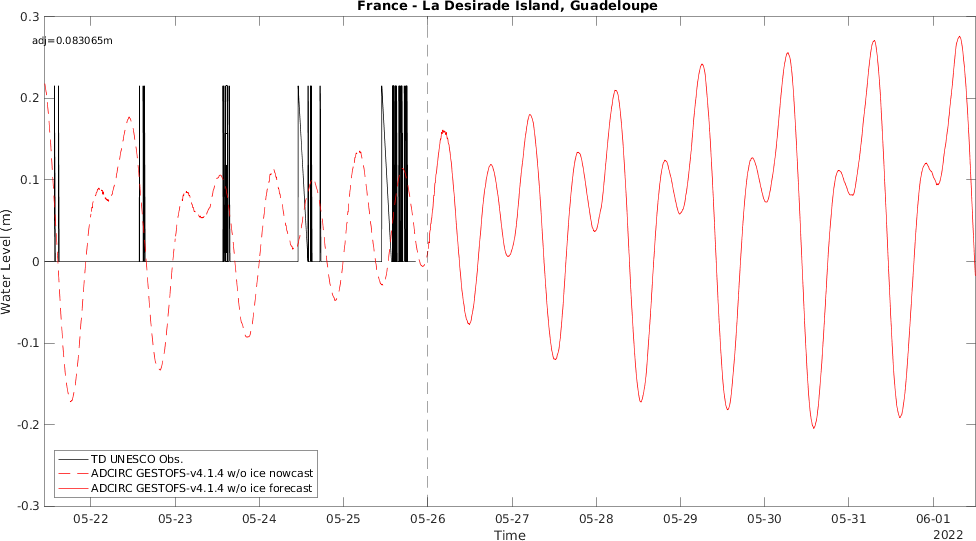 France - La Desirade Island, Guadeloupe
adj=0.083065m
0.3
0.2
0.1
0
-0.1
-0.2
-0.3
Water Level (m)
TD UNESCO Obs.
ADCIRC GESTOFS-v4.1.4 w/o ice nowcast
ADCIRC GESTOFS-v4.1.4 w/o ice forecast
05-22 05-23 05-24 05-25 05-26 05-27 05-28 05-29 05-30 05-31 06-01
Time
2022